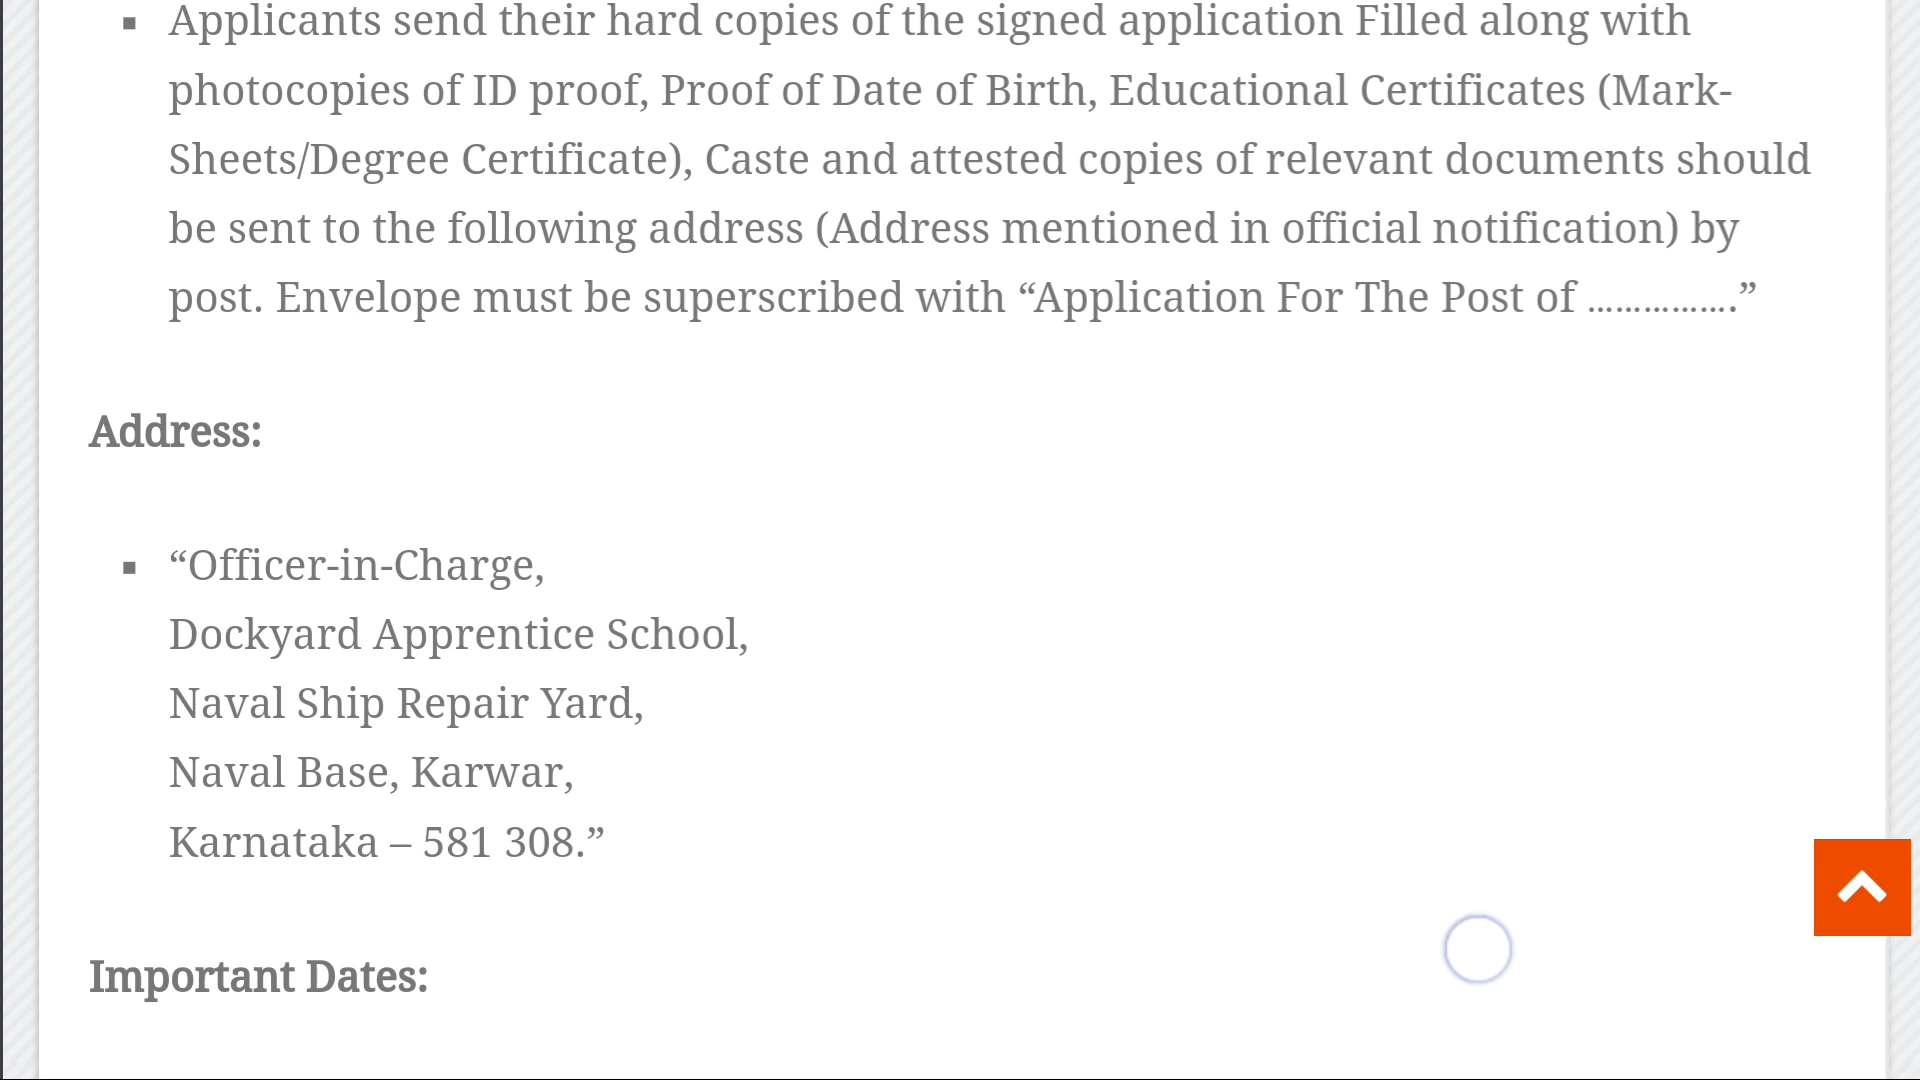 Applicants send their hard copies of the signed application Filled along with
photocopies of ID proof, Proof of Date of Birth, Educational Certificates (Mark-
Sheets/Degree Certificate), Caste and attested copies of relevant documents should
be sent to the following address (Address mentioned in official notification) by
post. Envelope must be superscribed with “Application For The Post of …………….”
Address:
“Officer-in-Charge,
Dockyard Apprentice School,
Naval Ship Repair Yard,
Naval Base, Karwar,
Karnataka – 581 308.”
Important Dates: